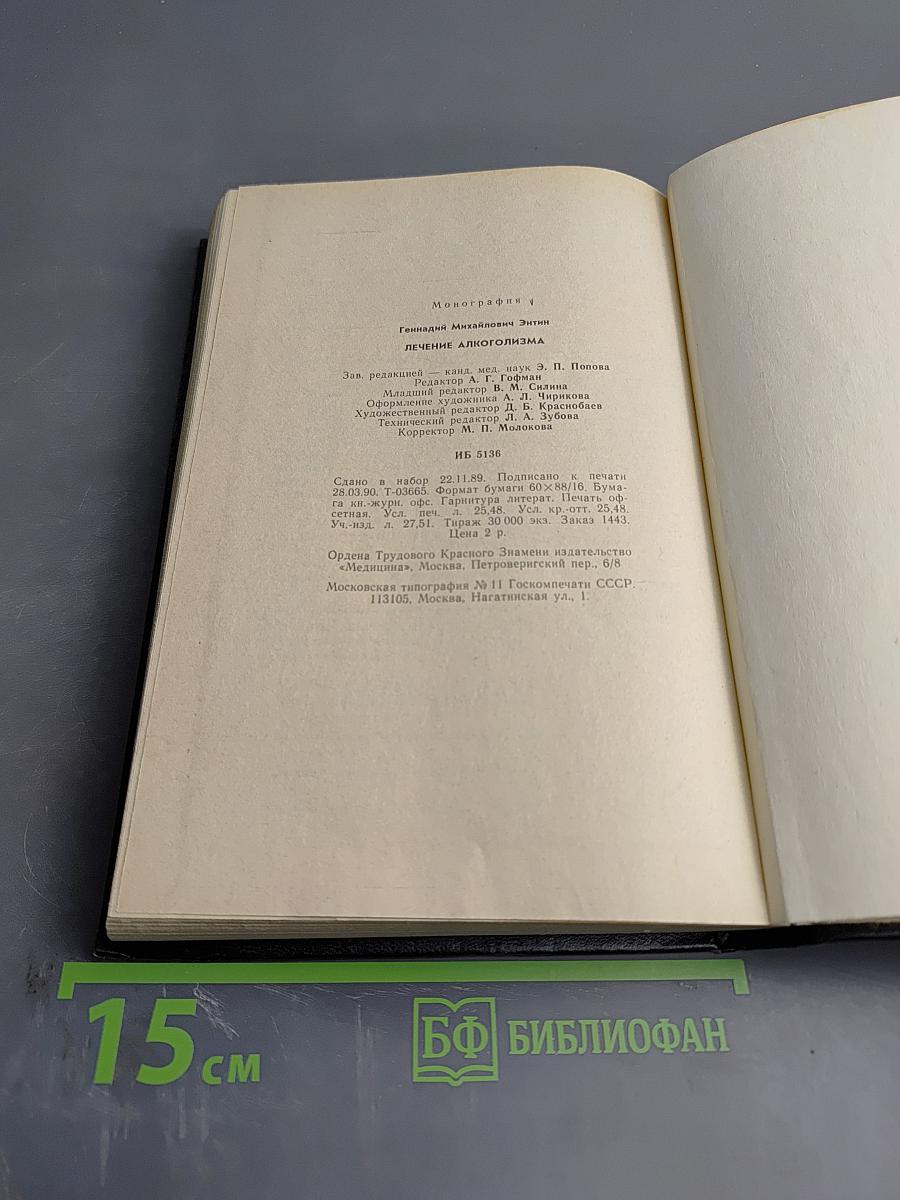 Монография
Геннадий Михайлович Энтин
ЛЕЧЕНИЕ АЛКОГОЛИЗМА
Зав. редакцией — канд. мед. наук Э. П. Попова
Редактор А. Г. Гофман
Младший редактор В. М. Силина
Оформление художника А. Л. Чирикова
Художественный редактор Д. Б. Краснобаев
Технический редактор Л. А. Зубова
Корректор М. П. Молокова
ИБ 5136
Сдано в набор 22.11.89. Подписано к печати
28.03.90. Т-03665. Формат бумаги 60×88/16. Бума-
га кн.-журн. офс. Гарнитура литерат. Печать оф-
сетная. Усл. печ. л. 25,48. Усл. кр.-отт. 25,48.
Уч.-изд. л. 27,51. Тираж 30 000 экз. Заказ 1443.
Цена 2 р.
Ордена Трудового Красного Знамени издательство
«Медицина», Москва, Петроверигский пер., 6/8
Московская типография № 11 Госкомпечати СССР.
113105, Москва, Нагатинская ул., 1.
15 см
БФ БИБЛИОФАН